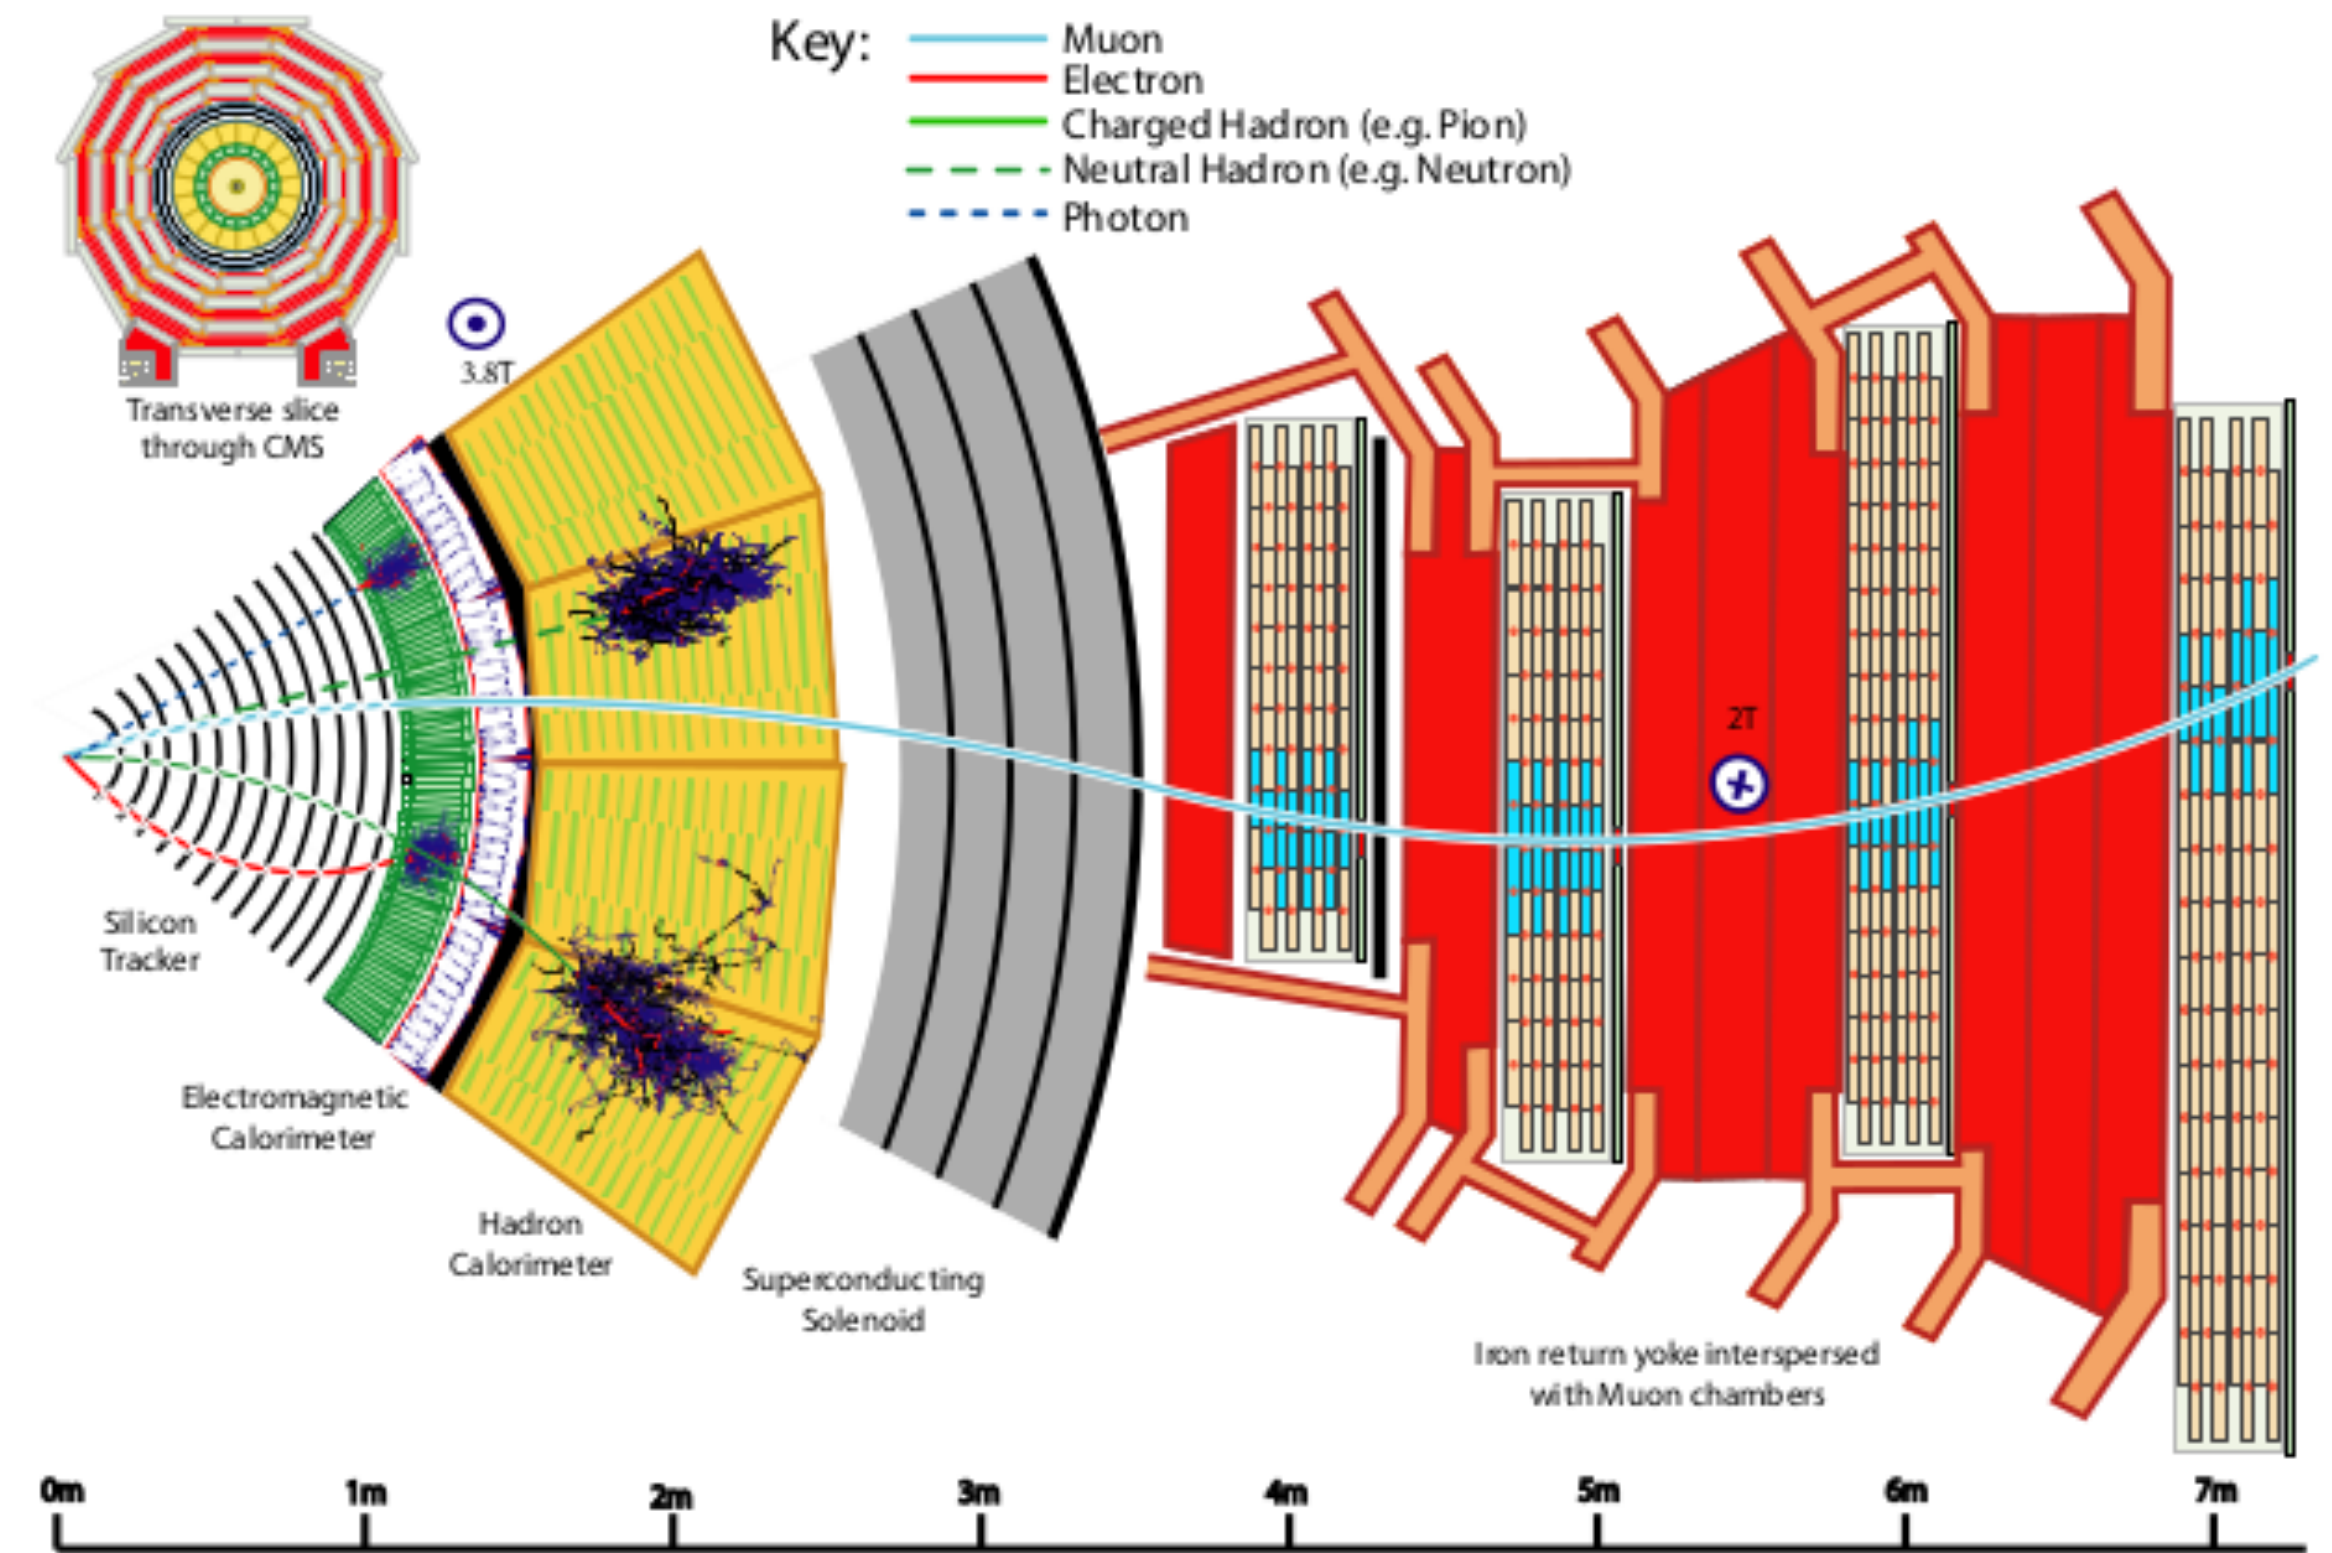 Key:
Muon
Electron
Charged Hadron (e.g. Pion)
Neutral Hadron (e.g. Neutron)
Photon
3.8T
Transverse slice
through CMS
2T
Silicon
Tracker
Electromagnetic
Calorimeter
Hadron
Calorimeter
Superconducting
Solenoid
Iron return yoke interspersed
with Muon chambers
0m 1m 2m 3m 4m 5m 6m 7m